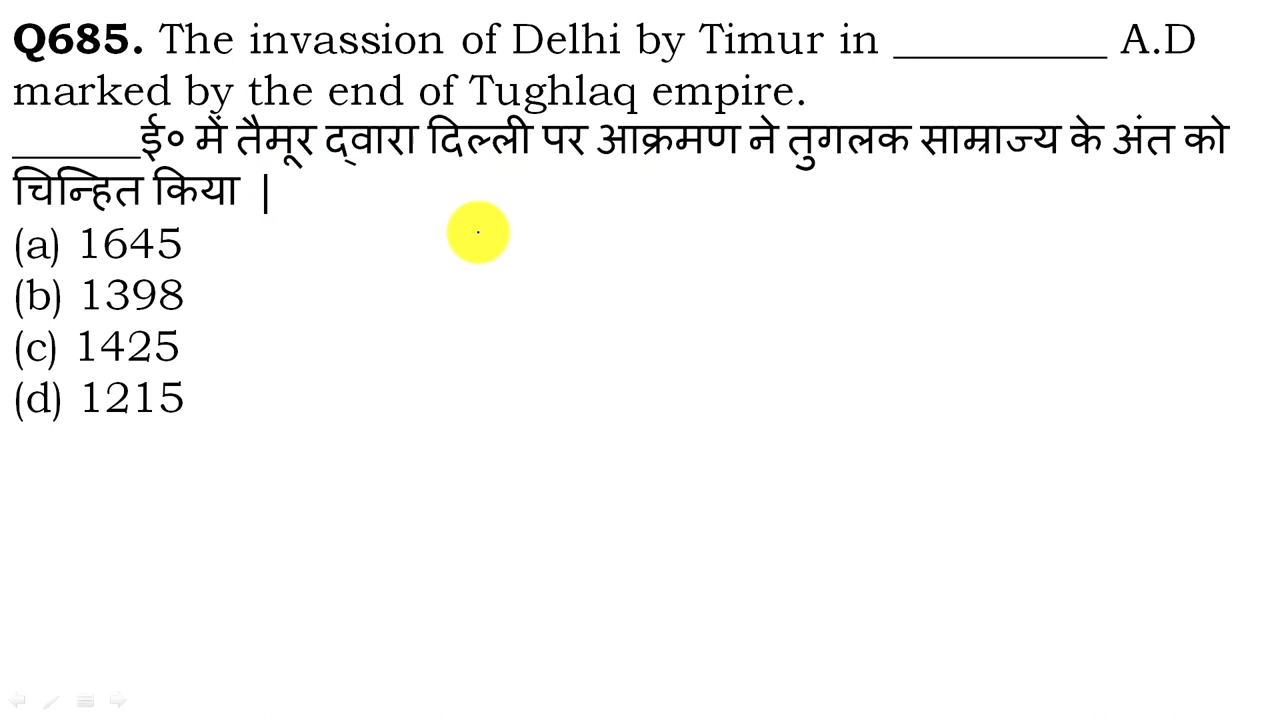 Q685. The invassion of Delhi by Timur in __________ A.D
marked by the end of Tughlaq empire.
______ई० में तैमूर द्वारा दिल्ली पर आक्रमण ने तुगलक साम्राज्य के अंत को
चिन्हित किया |
(a) 1645
(b) 1398
(c) 1425
(d) 1215